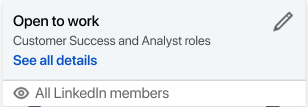 Open to work
Customer Success and Analyst roles
See all details
All LinkedIn members